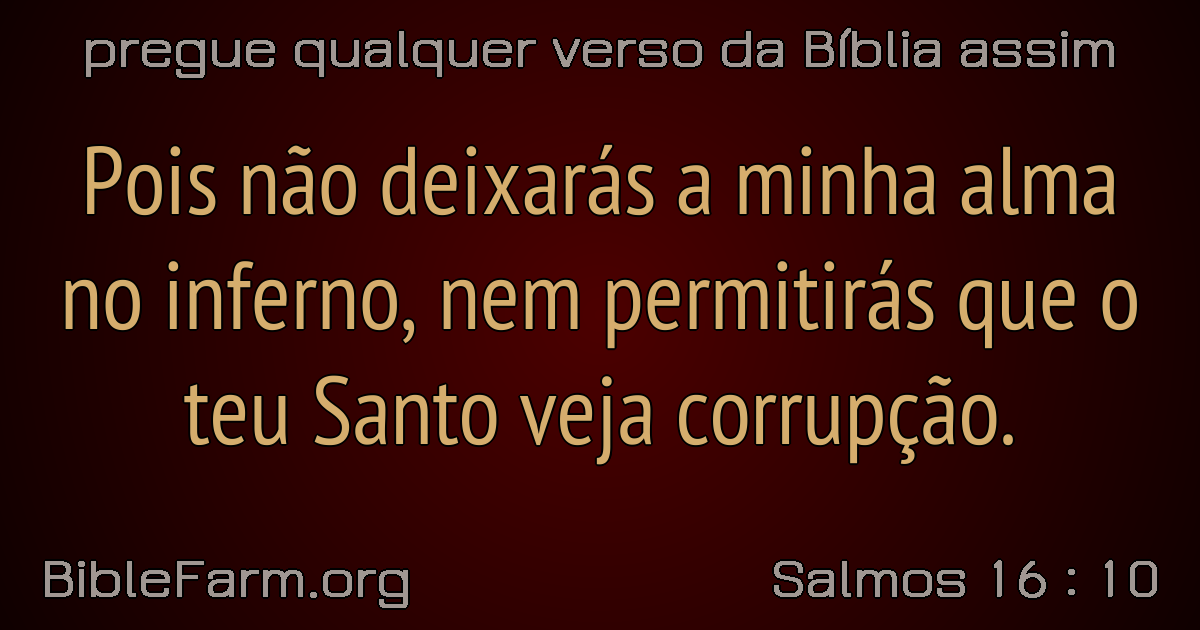 pregue qualquer verso da Bíblia assim
Pois não deixarás a minha alma
no inferno, nem permitirás que o
teu Santo veja corrupção.
BibleFarm.org
Salmos 16 : 10